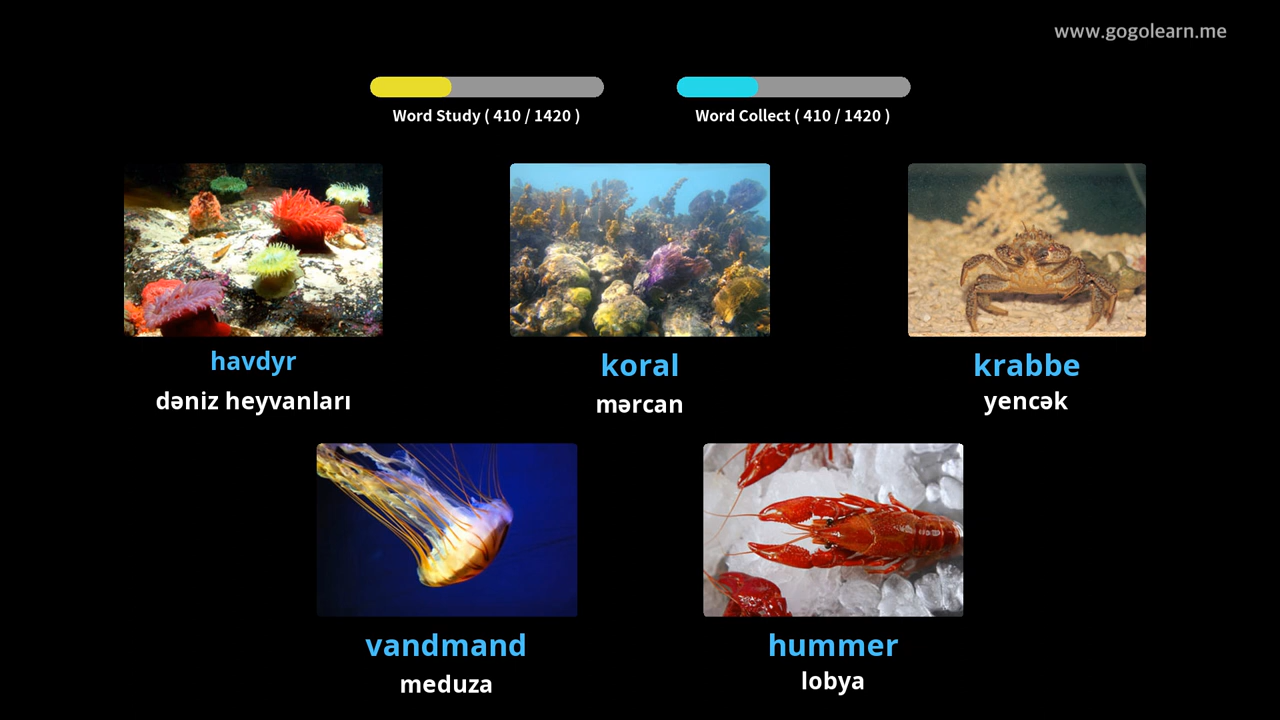 www.gogolearn.me
Word Study ( 410 / 1420 )
Word Collect ( 410 / 1420 )
havdyr
dəniz heyvanları
koral
mərcan
krabbe
yencək
vandmand
meduza
hummer
lobya